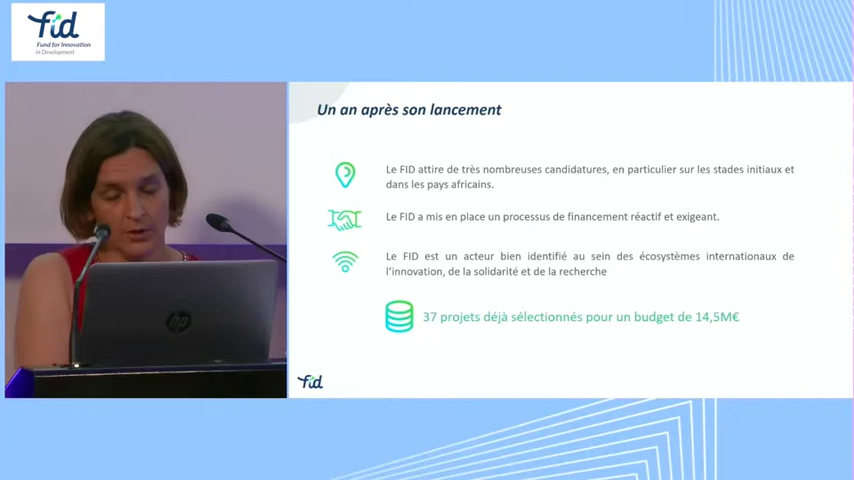 fid
Fund for Innovation
in Development
Un an après son lancement
Le FID attire de très nombreuses candidatures, en particulier sur les stades initiaux et
dans les pays africains.
Le FID a mis en place un processus de financement réactif et exigeant.
Le FID est un acteur bien identifié au sein des écosystèmes internationaux de
l'innovation, de la solidarité et de la recherche
37 projets déjà sélectionnés pour un budget de 14,5M€
hp
fid